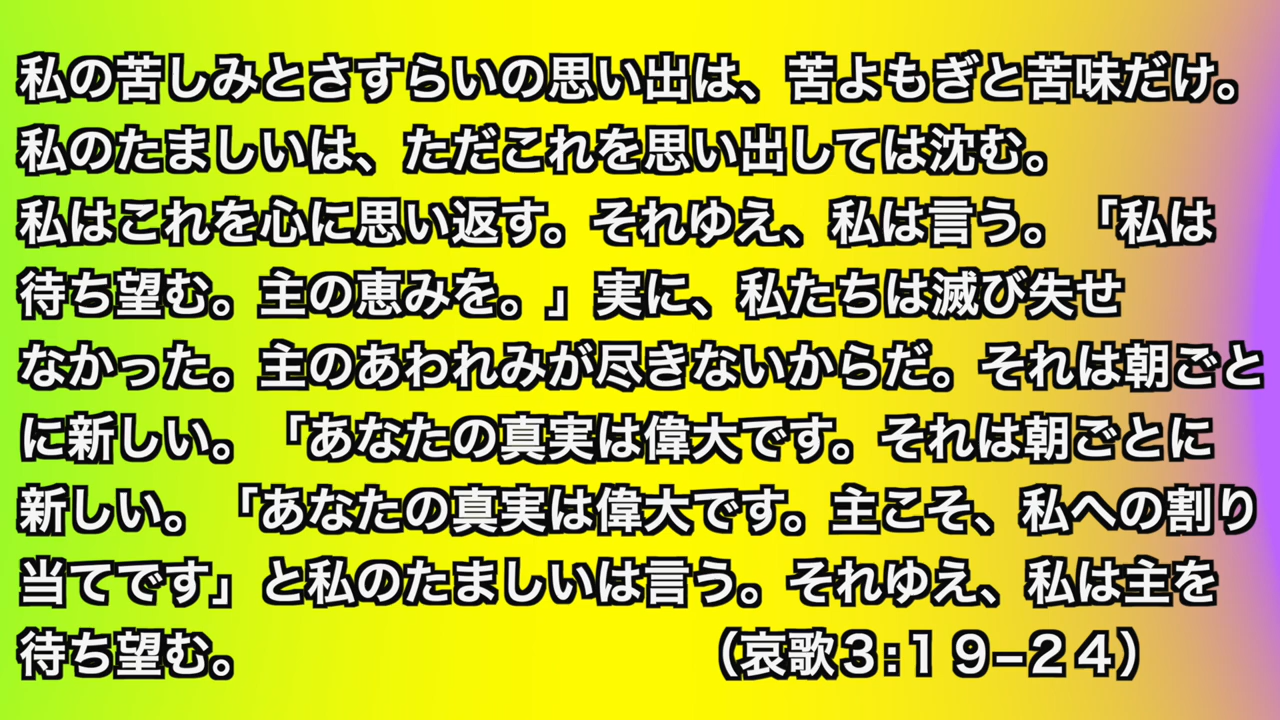 私の苦しみとさすらいの思い出は、苦よもぎと苦味だけ。
私のたましいは、ただこれを思い出しては沈む。
私はこれを心に思い返す。それゆえ、私は言う。「私は
待ち望む。主の恵みを。」実に、私たちは滅び失せ
なかった。主のあわれみが尽きないからだ。それは朝ごと
に新しい。「あなたの真実は偉大です。それは朝ごとに
新しい。「あなたの真実は偉大です。主こそ、私への割り
当てです」と私のたましいは言う。それゆえ、私は主を
待ち望む。 （哀歌３:１９−２４）